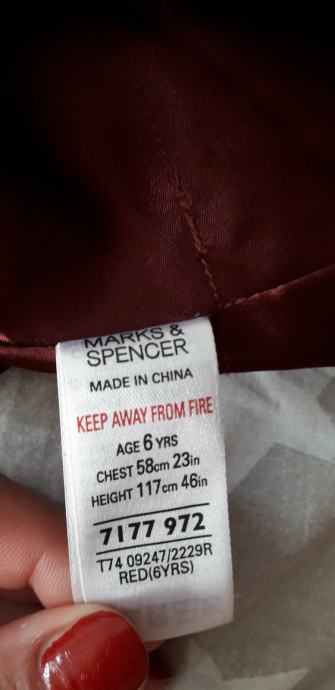 MARKS &
SPENCER
MADE IN CHINA
KEEP AWAY FROM FIRE
AGE 6 YRS
CHEST 58cm 23in
HEIGHT 117cm 46in
7177 972
T74 09247/2229R
RED(6YRS)